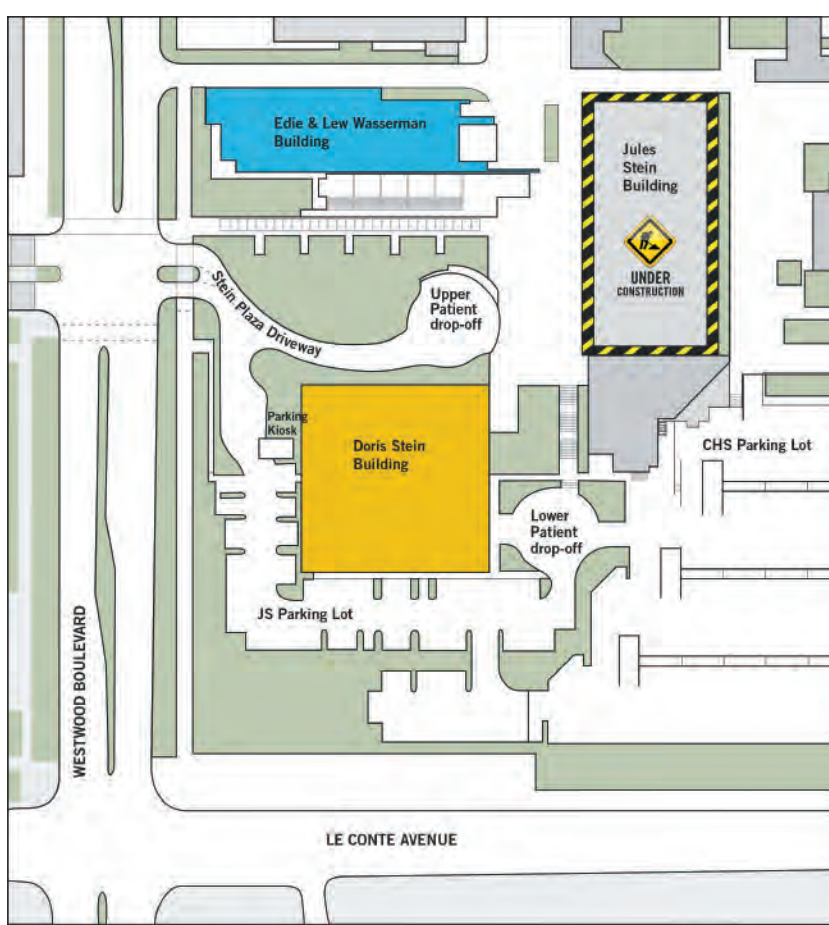 Edie & Lew Wasserman
Building
Jules
Stein
Building
UNDER
CONSTRUCTION
Stein Plaza Driveway
Upper
Patient
drop-off
Parking
Kiosk
Doris Stein
Building
CHS Parking Lot
Lower
Patient
drop-off
JS Parking Lot
WESTWOOD BOULEVARD
LE CONTE AVENUE